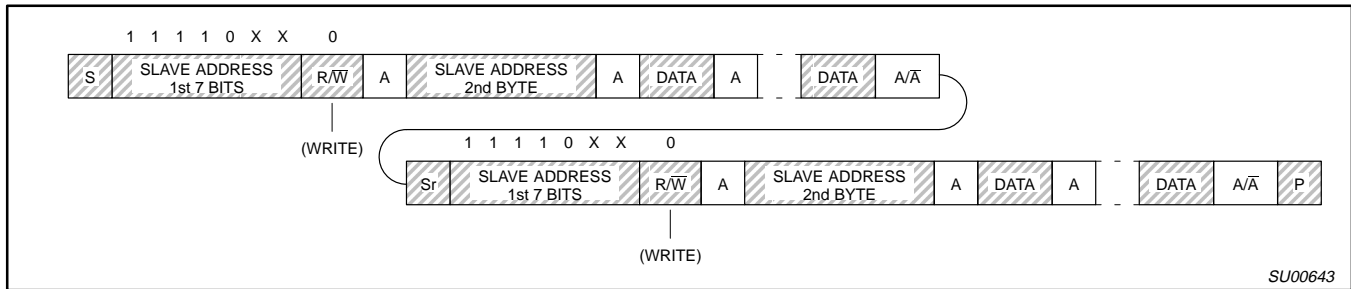 1 1 1 1 0 X X 0
S SLAVE ADDRESS 1st 7 BITS R/W̅ A SLAVE ADDRESS 2nd BYTE A DATA A DATA A/A̅
(WRITE)
1 1 1 1 0 X X 0
Sr SLAVE ADDRESS 1st 7 BITS R/W̅ A SLAVE ADDRESS 2nd BYTE A DATA A DATA A/A̅ P
(WRITE)
SU00643